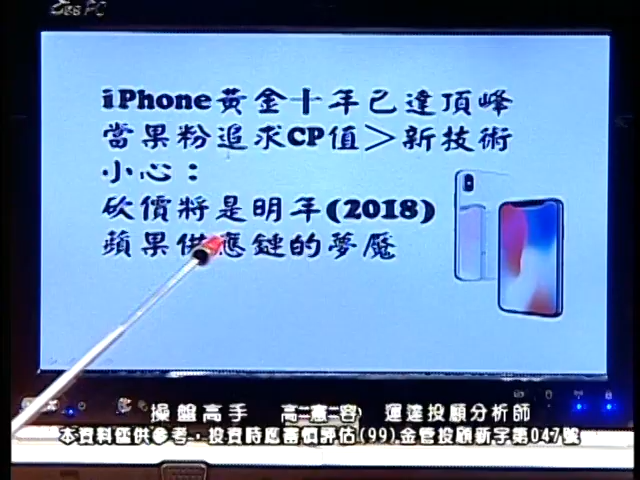 iPhone黃金十年已達頂峰
當果粉追求CP值＞新技術
小心：
砍價將是明年(2018)
蘋果供應鏈的夢魘
操盤高手 高憲容 運達投顧分析師
本資料僅供參考，投資時應審慎評估(99)金管投顧新字第047號